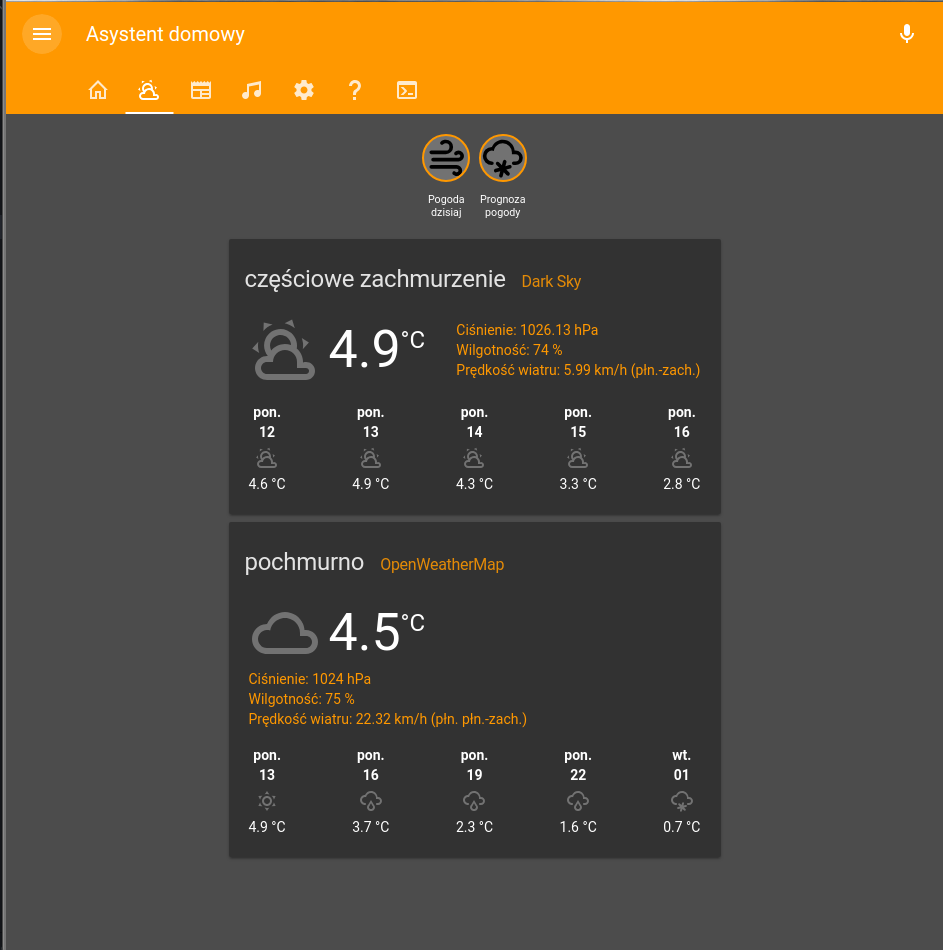 Asystent domowy
Pogoda Prognoza
dzisiaj pogody
częściowe zachmurzenie Dark Sky
4.9°C
Ciśnienie: 1026.13 hPa
Wilgotność: 74 %
Prędkość wiatru: 5.99 km/h (płn.-zach.)
pon. pon. pon. pon. pon.
12 13 14 15 16
4.6 °C 4.9 °C 4.3 °C 3.3 °C 2.8 °C
pochmurno OpenWeatherMap
4.5°C
Ciśnienie: 1024 hPa
Wilgotność: 75 %
Prędkość wiatru: 22.32 km/h (płn. płn.-zach.)
pon. pon. pon. pon. wt.
13 16 19 22 01
4.9 °C 3.7 °C 2.3 °C 1.6 °C 0.7 °C